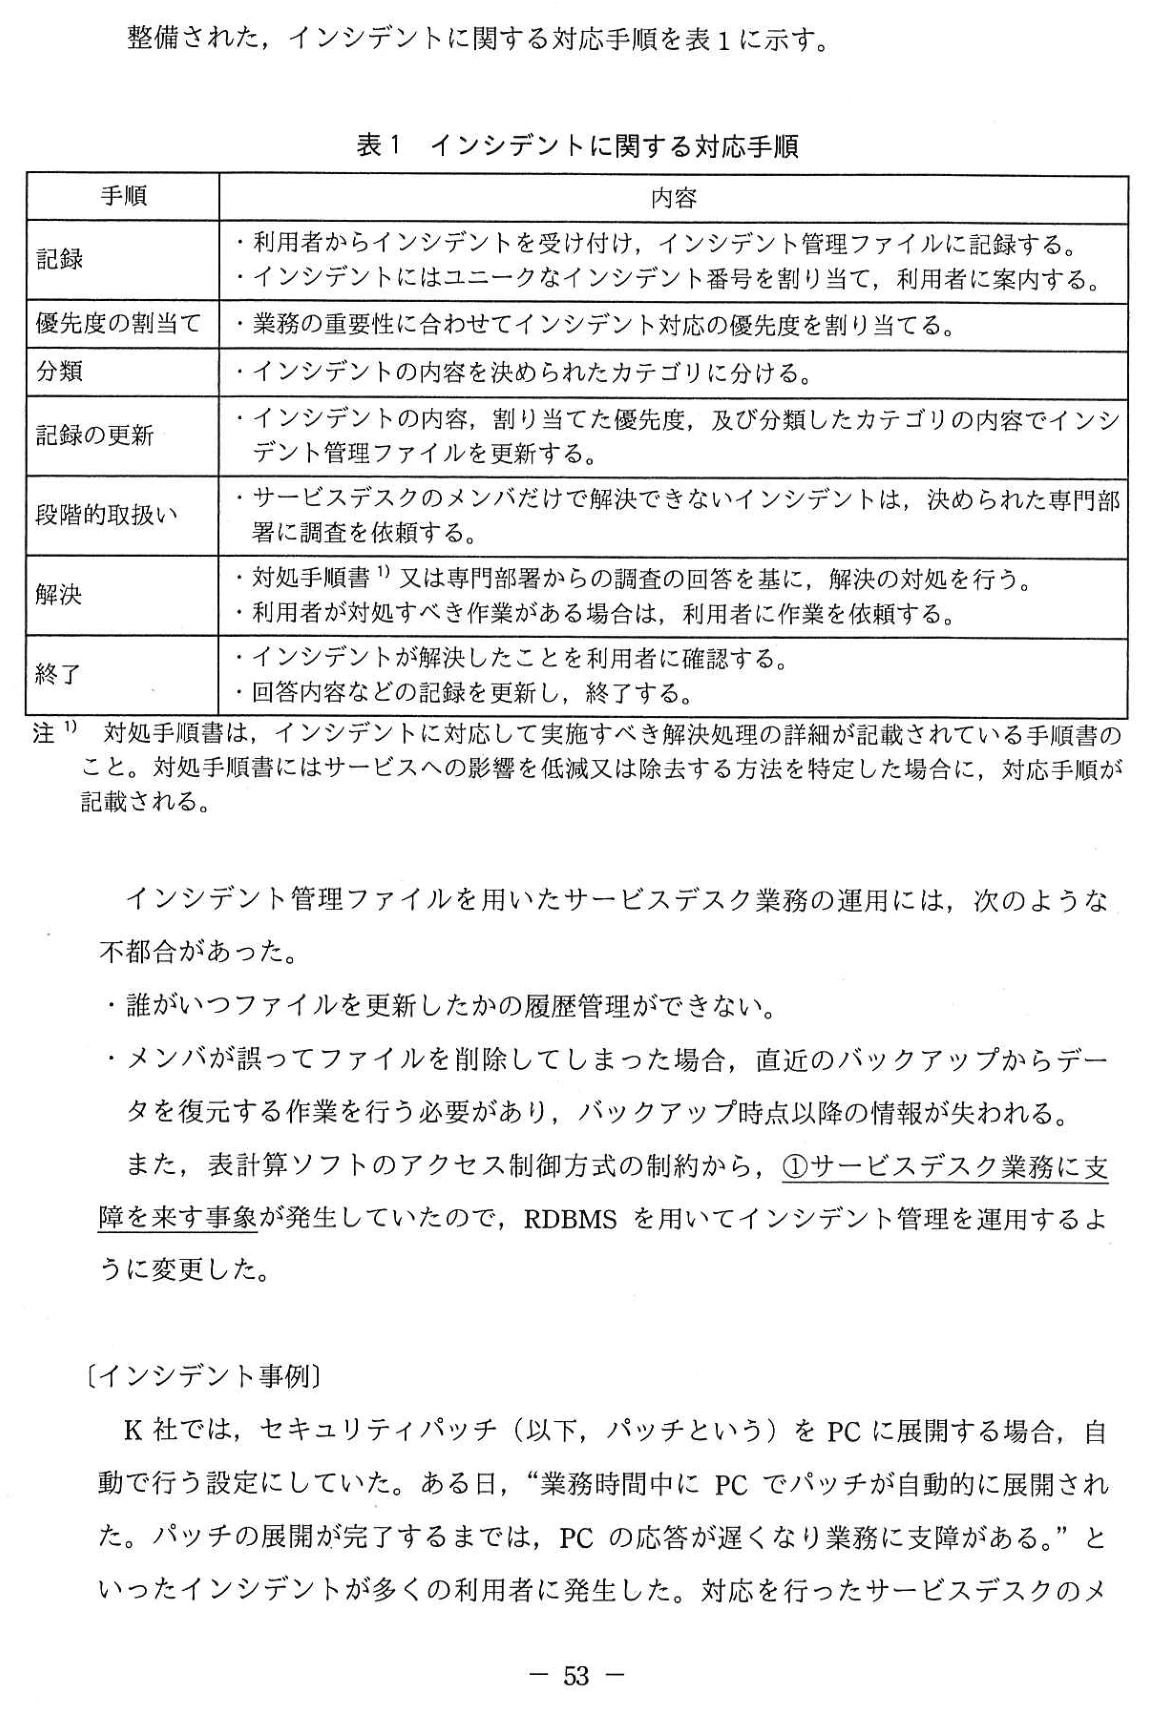 整備された，インシデントに関する対応手順を表1に示す。
表1　インシデントに関する対応手順
手順　内容
記録
・利用者からインシデントを受け付け，インシデント管理ファイルに記録する。
・インシデントにはユニークなインシデント番号を割り当て，利用者に案内する。
優先度の割当て　・業務の重要性に合わせてインシデント対応の優先度を割り当てる。
分類　・インシデントの内容を決められたカテゴリに分ける。
記録の更新
・インシデントの内容，割り当てた優先度，及び分類したカテゴリの内容でインシ
デント管理ファイルを更新する。
段階的取扱い
・サービスデスクのメンバだけで解決できないインシデントは，決められた専門部
署に調査を依頼する。
解決
・対処手順書1) 又は専門部署からの調査の回答を基に，解決の対処を行う。
・利用者が対処すべき作業がある場合は，利用者に作業を依頼する。
終了
・インシデントが解決したことを利用者に確認する。
・回答内容などの記録を更新し，終了する。
注1)　対処手順書は，インシデントに対応して実施すべき解決処理の詳細が記載されている手順書の
こと。対処手順書にはサービスへの影響を低減又は除去する方法を特定した場合に，対応手順が
記載される。
インシデント管理ファイルを用いたサービスデスク業務の運用には，次のような
不都合があった。
・誰がいつファイルを更新したかの履歴管理ができない。
・メンバが誤ってファイルを削除してしまった場合，直近のバックアップからデー
タを復元する作業を行う必要があり，バックアップ時点以降の情報が失われる。
また，表計算ソフトのアクセス制御方式の制約から，①サービスデスク業務に支
障を来す事象が発生していたので，RDBMS を用いてインシデント管理を運用するよ
うに変更した。
〔インシデント事例〕
K 社では，セキュリティパッチ（以下，パッチという）を PC に展開する場合，自
動で行う設定にしていた。ある日，“業務時間中に PC でパッチが自動的に展開され
た。パッチの展開が完了するまでは，PC の応答が遅くなり業務に支障がある。” と
いったインシデントが多くの利用者に発生した。対応を行ったサービスデスクのメ
－ 53 －